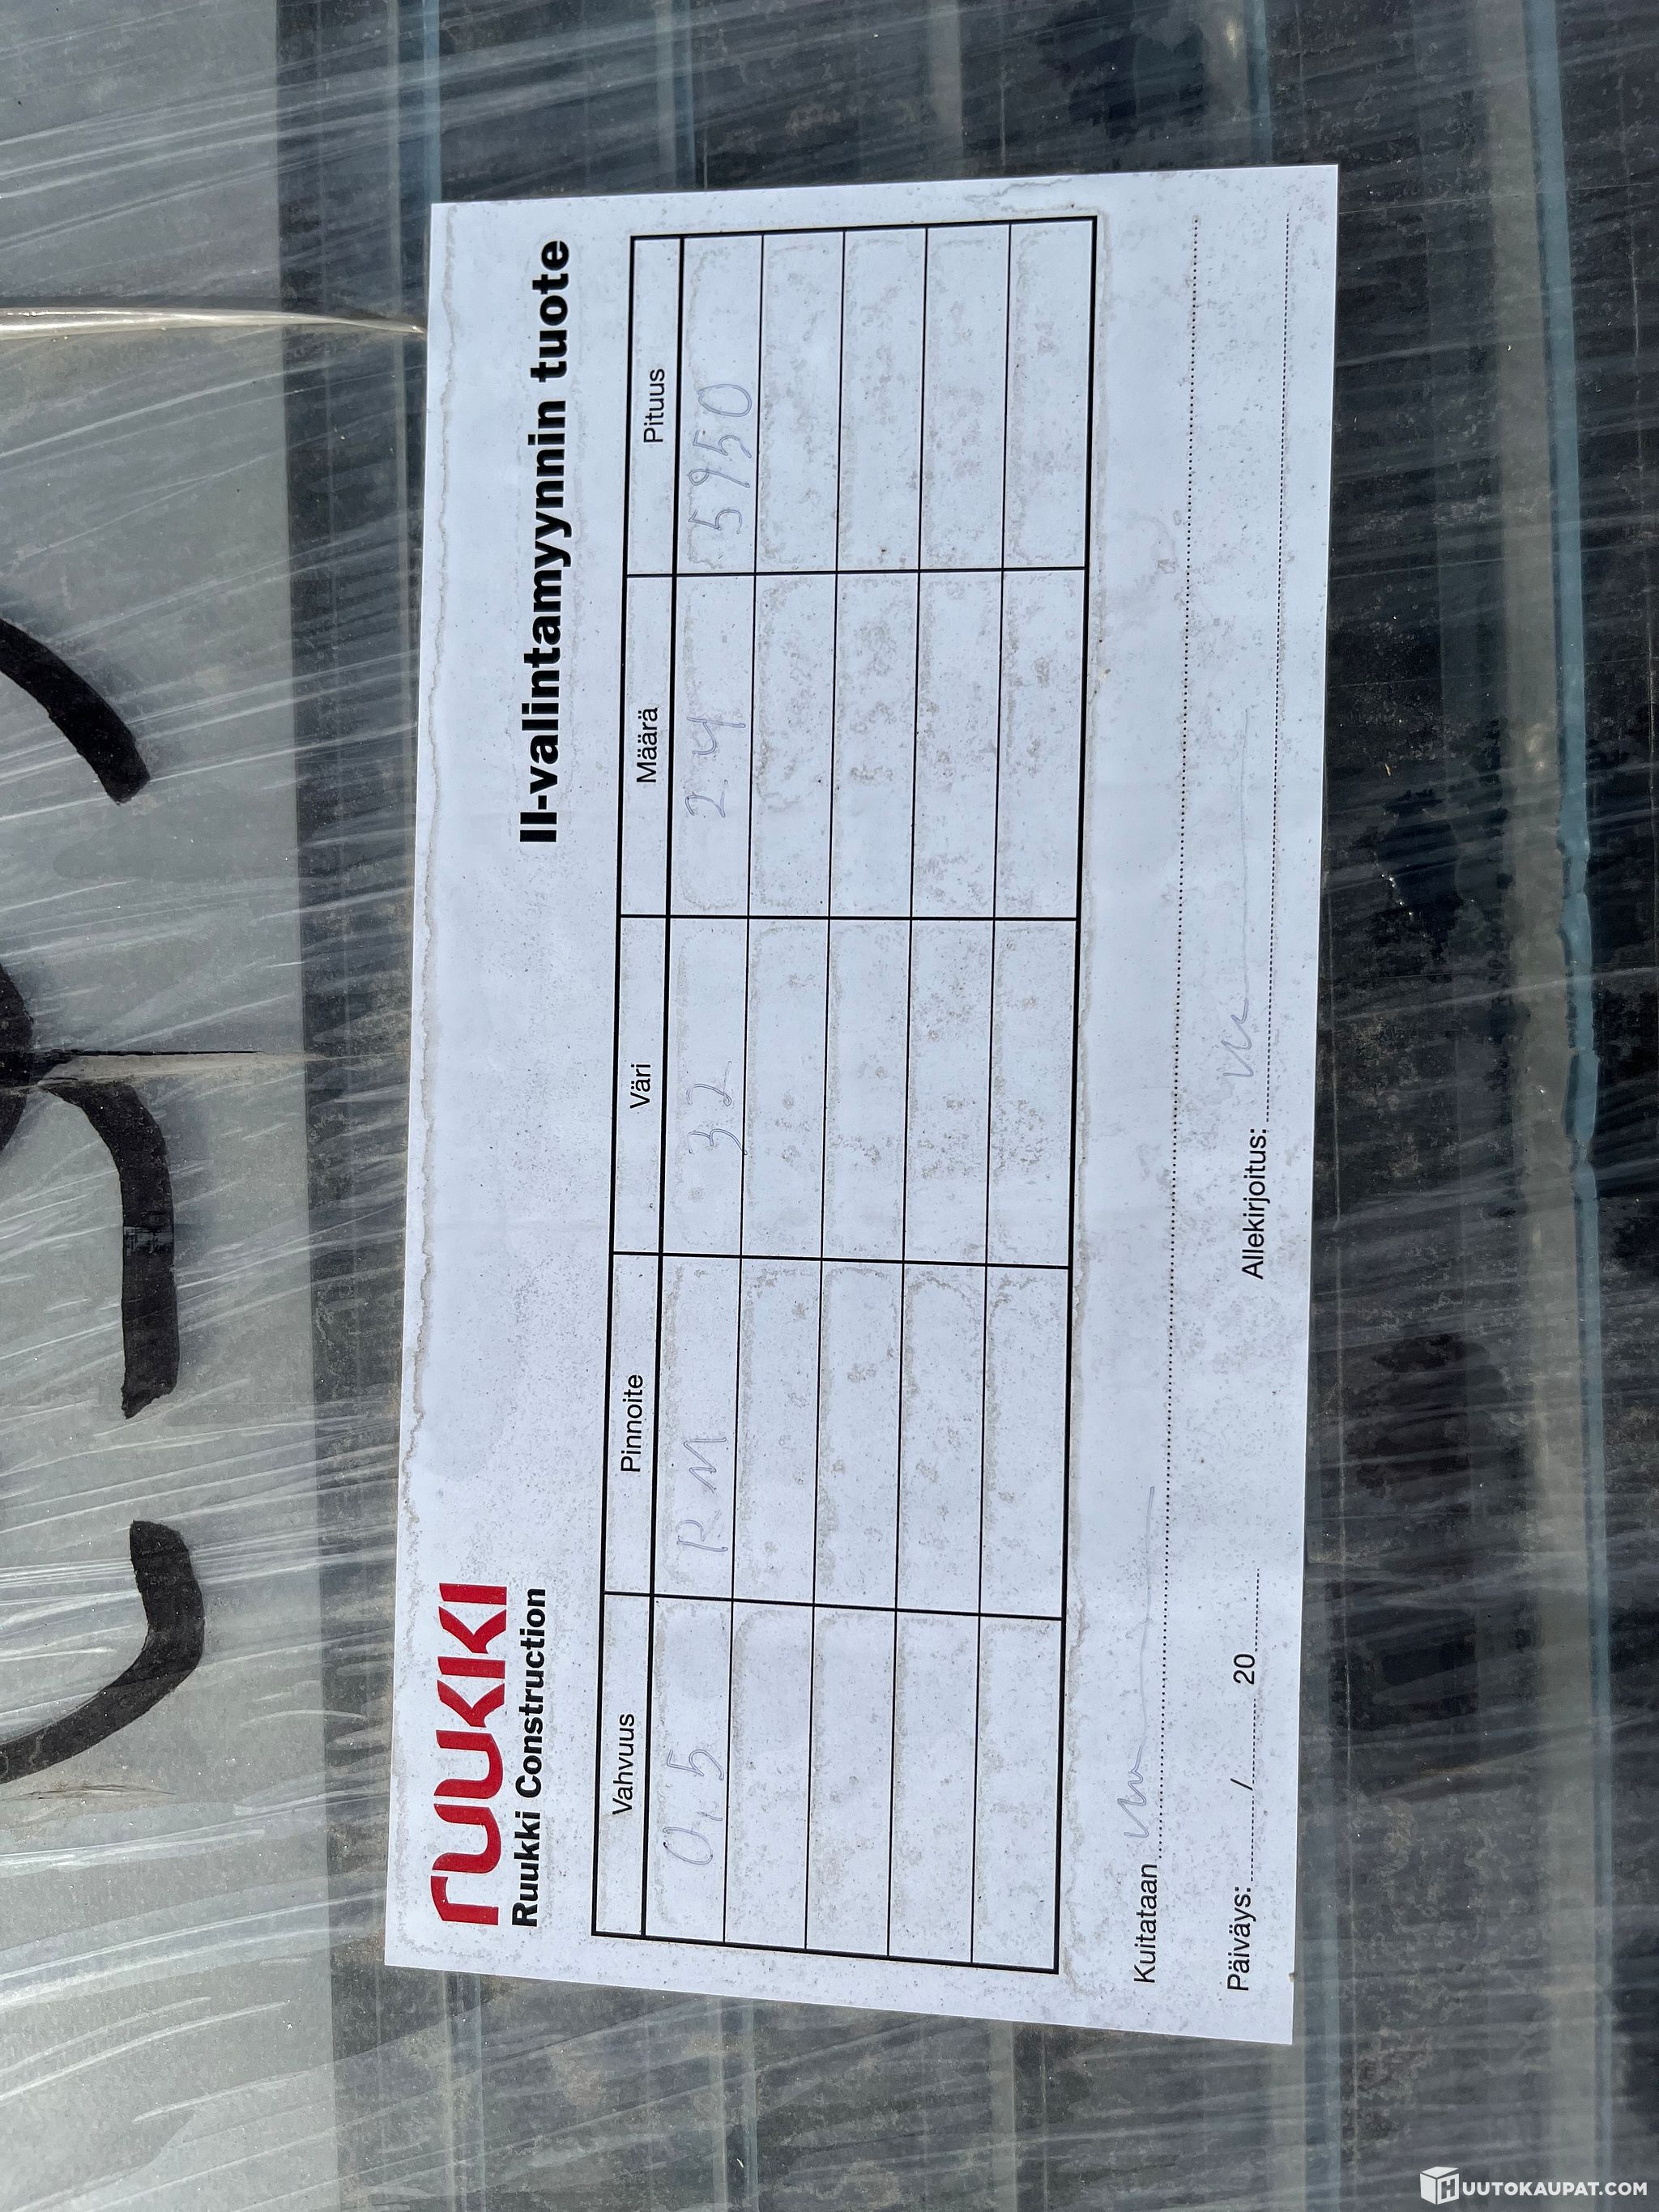 ruukki
Ruukki Construction
II-valintamyynnin tuote
Vahvuus Pinnoite Väri Määrä Pituus
0,5 RM 32 24 5950
Kuitataan
Päiväys: / 20 Allekirjoitus:
HUUTOKAUPAT.COM